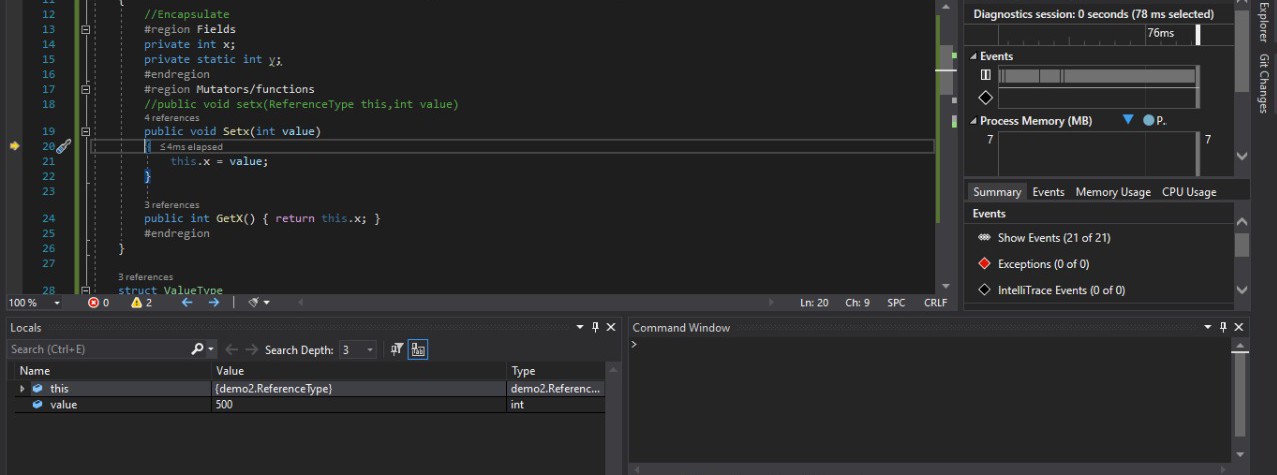 12 //Encapsulate
13 #region Fields
14 private int x;
15 private static int y;
16 #endregion
17 #region Mutators/functions
18 //public void setx(ReferenceType this,int value)
4 references
19 public void Setx(int value)
20 { ≤4ms elapsed
21 this.x = value;
22 }
23
3 references
24 public int GetX() { return this.x; }
25 #endregion
26 }
27
3 references
28 struct ValueType
100 % 0 2 Ln: 20 Ch: 9 SPC CRLF
Diagnostics session: 0 seconds (78 ms selected)
76ms
Events
Process Memory (MB) P..
7 7
Summary Events Memory Usage CPU Usage
Events
Show Events (21 of 21)
Exceptions (0 of 0)
IntelliTrace Events (0 of 0)
Explorer
Git Changes
Locals
Search (Ctrl+E) Search Depth: 3
Name Value Type
this {demo2.ReferenceType} demo2.Referenc...
value 500 int
Command Window
>